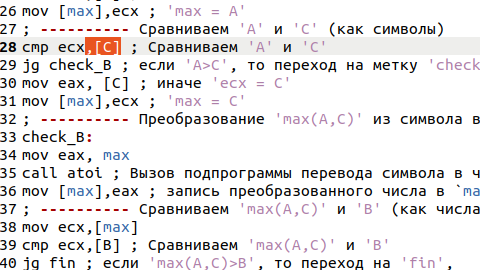 26 mov [max],ecx ; 'max = A'
27 ; ---------- Сравниваем 'A' и 'C' (как символы)
28 cmp ecx,[C] ; Сравниваем 'A' и 'C'
29 jg check_B ; если 'A>C', то переход на метку 'check
30 mov eax, [C] ; иначе 'ecx = C'
31 mov [max],ecx ; 'max = C'
32 ; ---------- Преобразование 'max(A,C)' из символа в
33 check_B:
34 mov eax, max
35 call atoi ; Вызов подпрограммы перевода символа в ч
36 mov [max],eax ; запись преобразованного числа в `ma
37 ; ---------- Сравниваем 'max(A,C)' и 'B' (как числа
38 mov ecx,[max]
39 cmp ecx,[B] ; Сравниваем 'max(A,C)' и 'B'
40 jg fin ; если 'max(A,C)>B', то переход на 'fin',